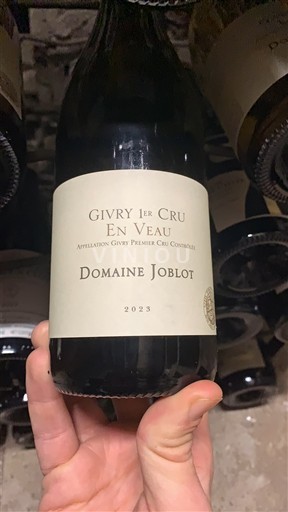 GIVRY 1ER CRU
EN VEAU
APPELLATION GIVRY PREMIER CRU CONTRÔLÉE
VINIOU
DOMAINE JOBLOT
2023